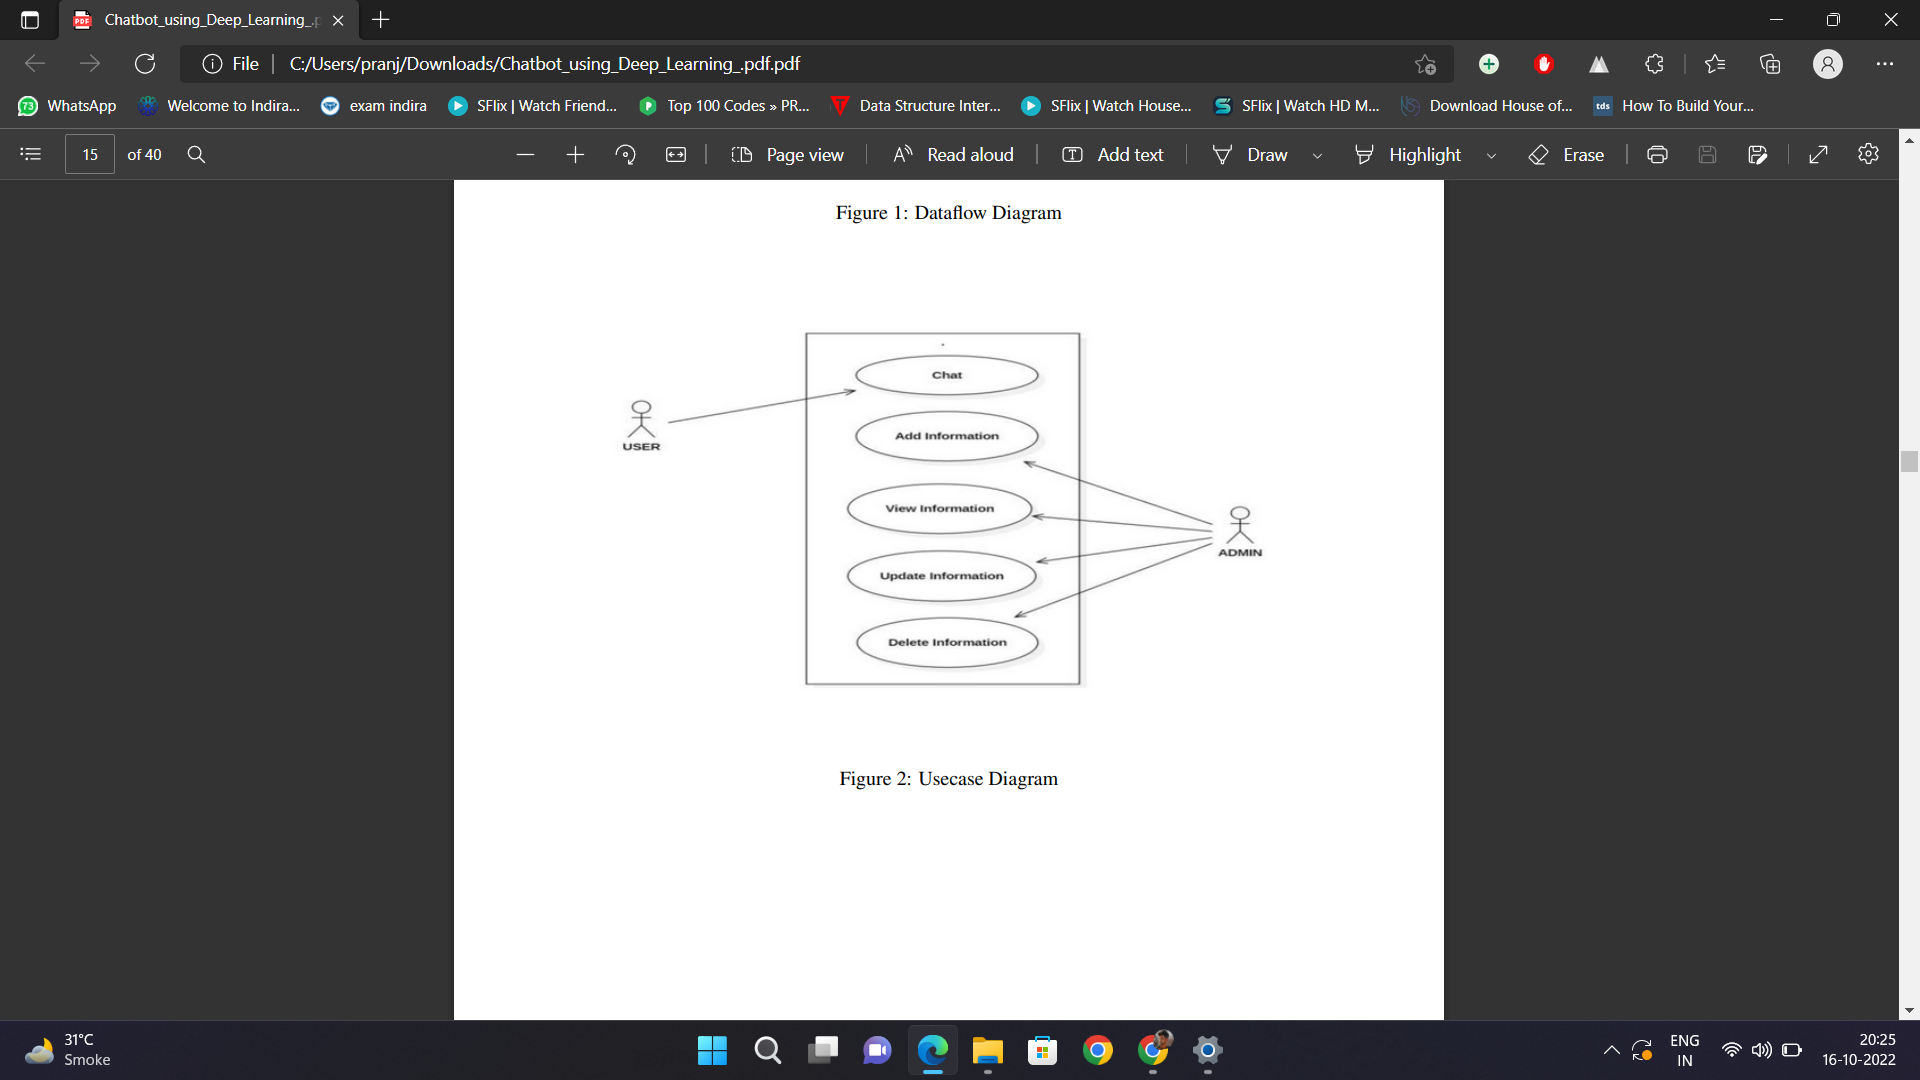 Chatbot_using_Deep_Learning_.p
File
C:/Users/pranj/Downloads/Chatbot_using_Deep_Learning_.pdf.pdf
73 WhatsApp
Welcome to Indira...
exam indira
SFlix | Watch Friend...
Top 100 Codes » PR...
Data Structure Inter...
SFlix | Watch House...
SFlix | Watch HD M...
Download House of...
tds How To Build Your...
15 of 40
Page view
Read aloud
Add text
Draw
Highlight
Erase
Figure 1: Dataflow Diagram
Chat
USER
Add Information
View Information
ADMIN
Update Information
Delete Information
Figure 2: Usecase Diagram
31°C
Smoke
ENG
IN
20:25
16-10-2022